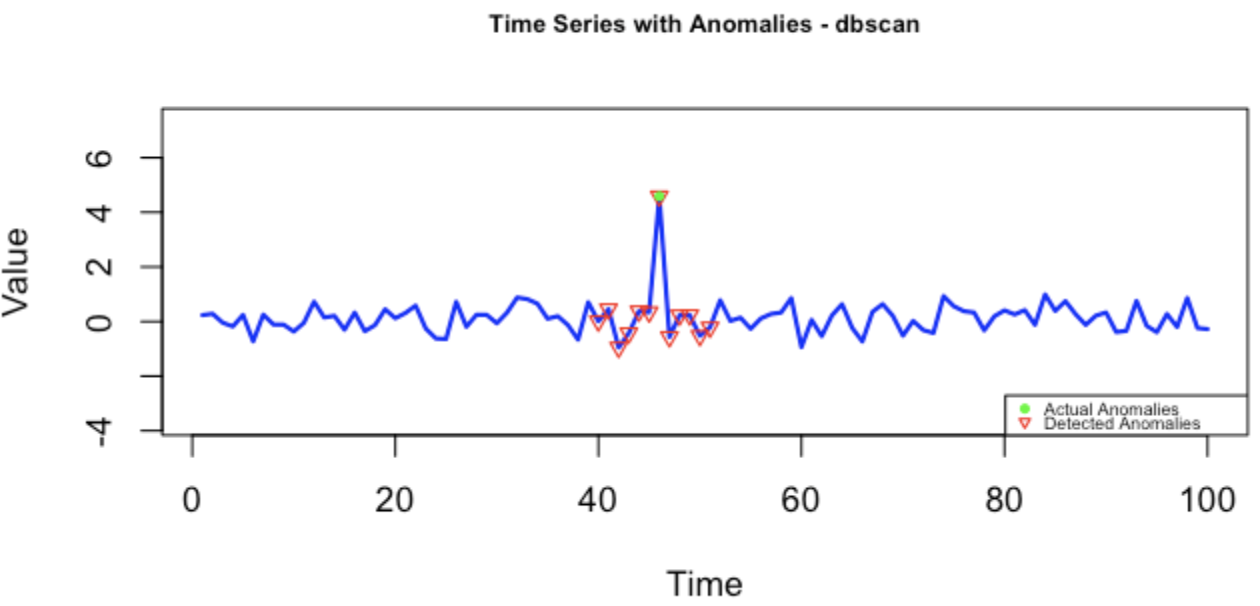 Time Series with Anomalies - dbscan
Value
6
4
2
0
-4
Actual Anomalies
Detected Anomalies
0 20 40 60 80 100
Time